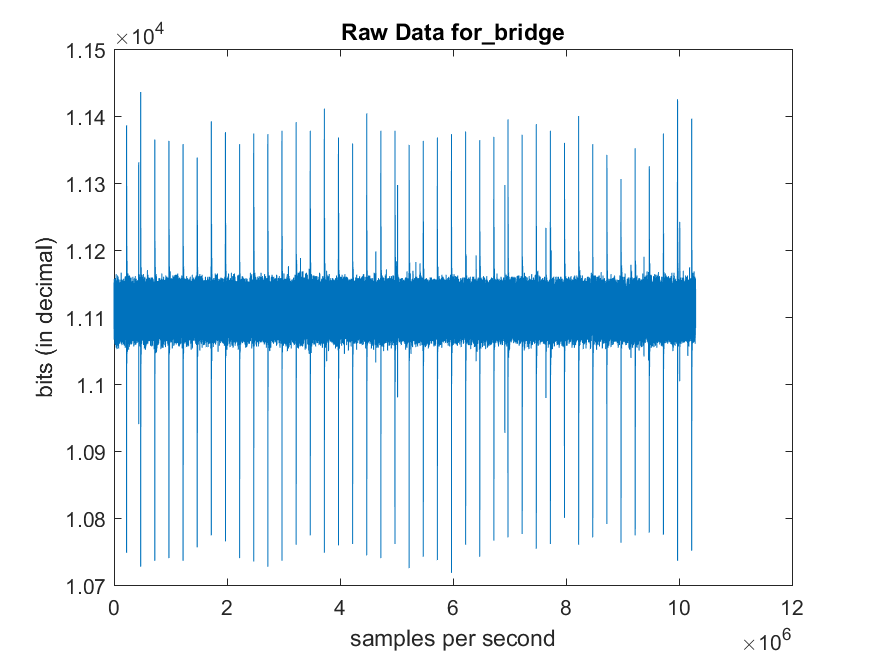 Raw Data for_bridge
×10^4
1.15
1.14
1.13
1.12
1.11
1.1
1.09
1.08
1.07
bits (in decimal)
0 2 4 6 8 10 12
samples per second
×10^6